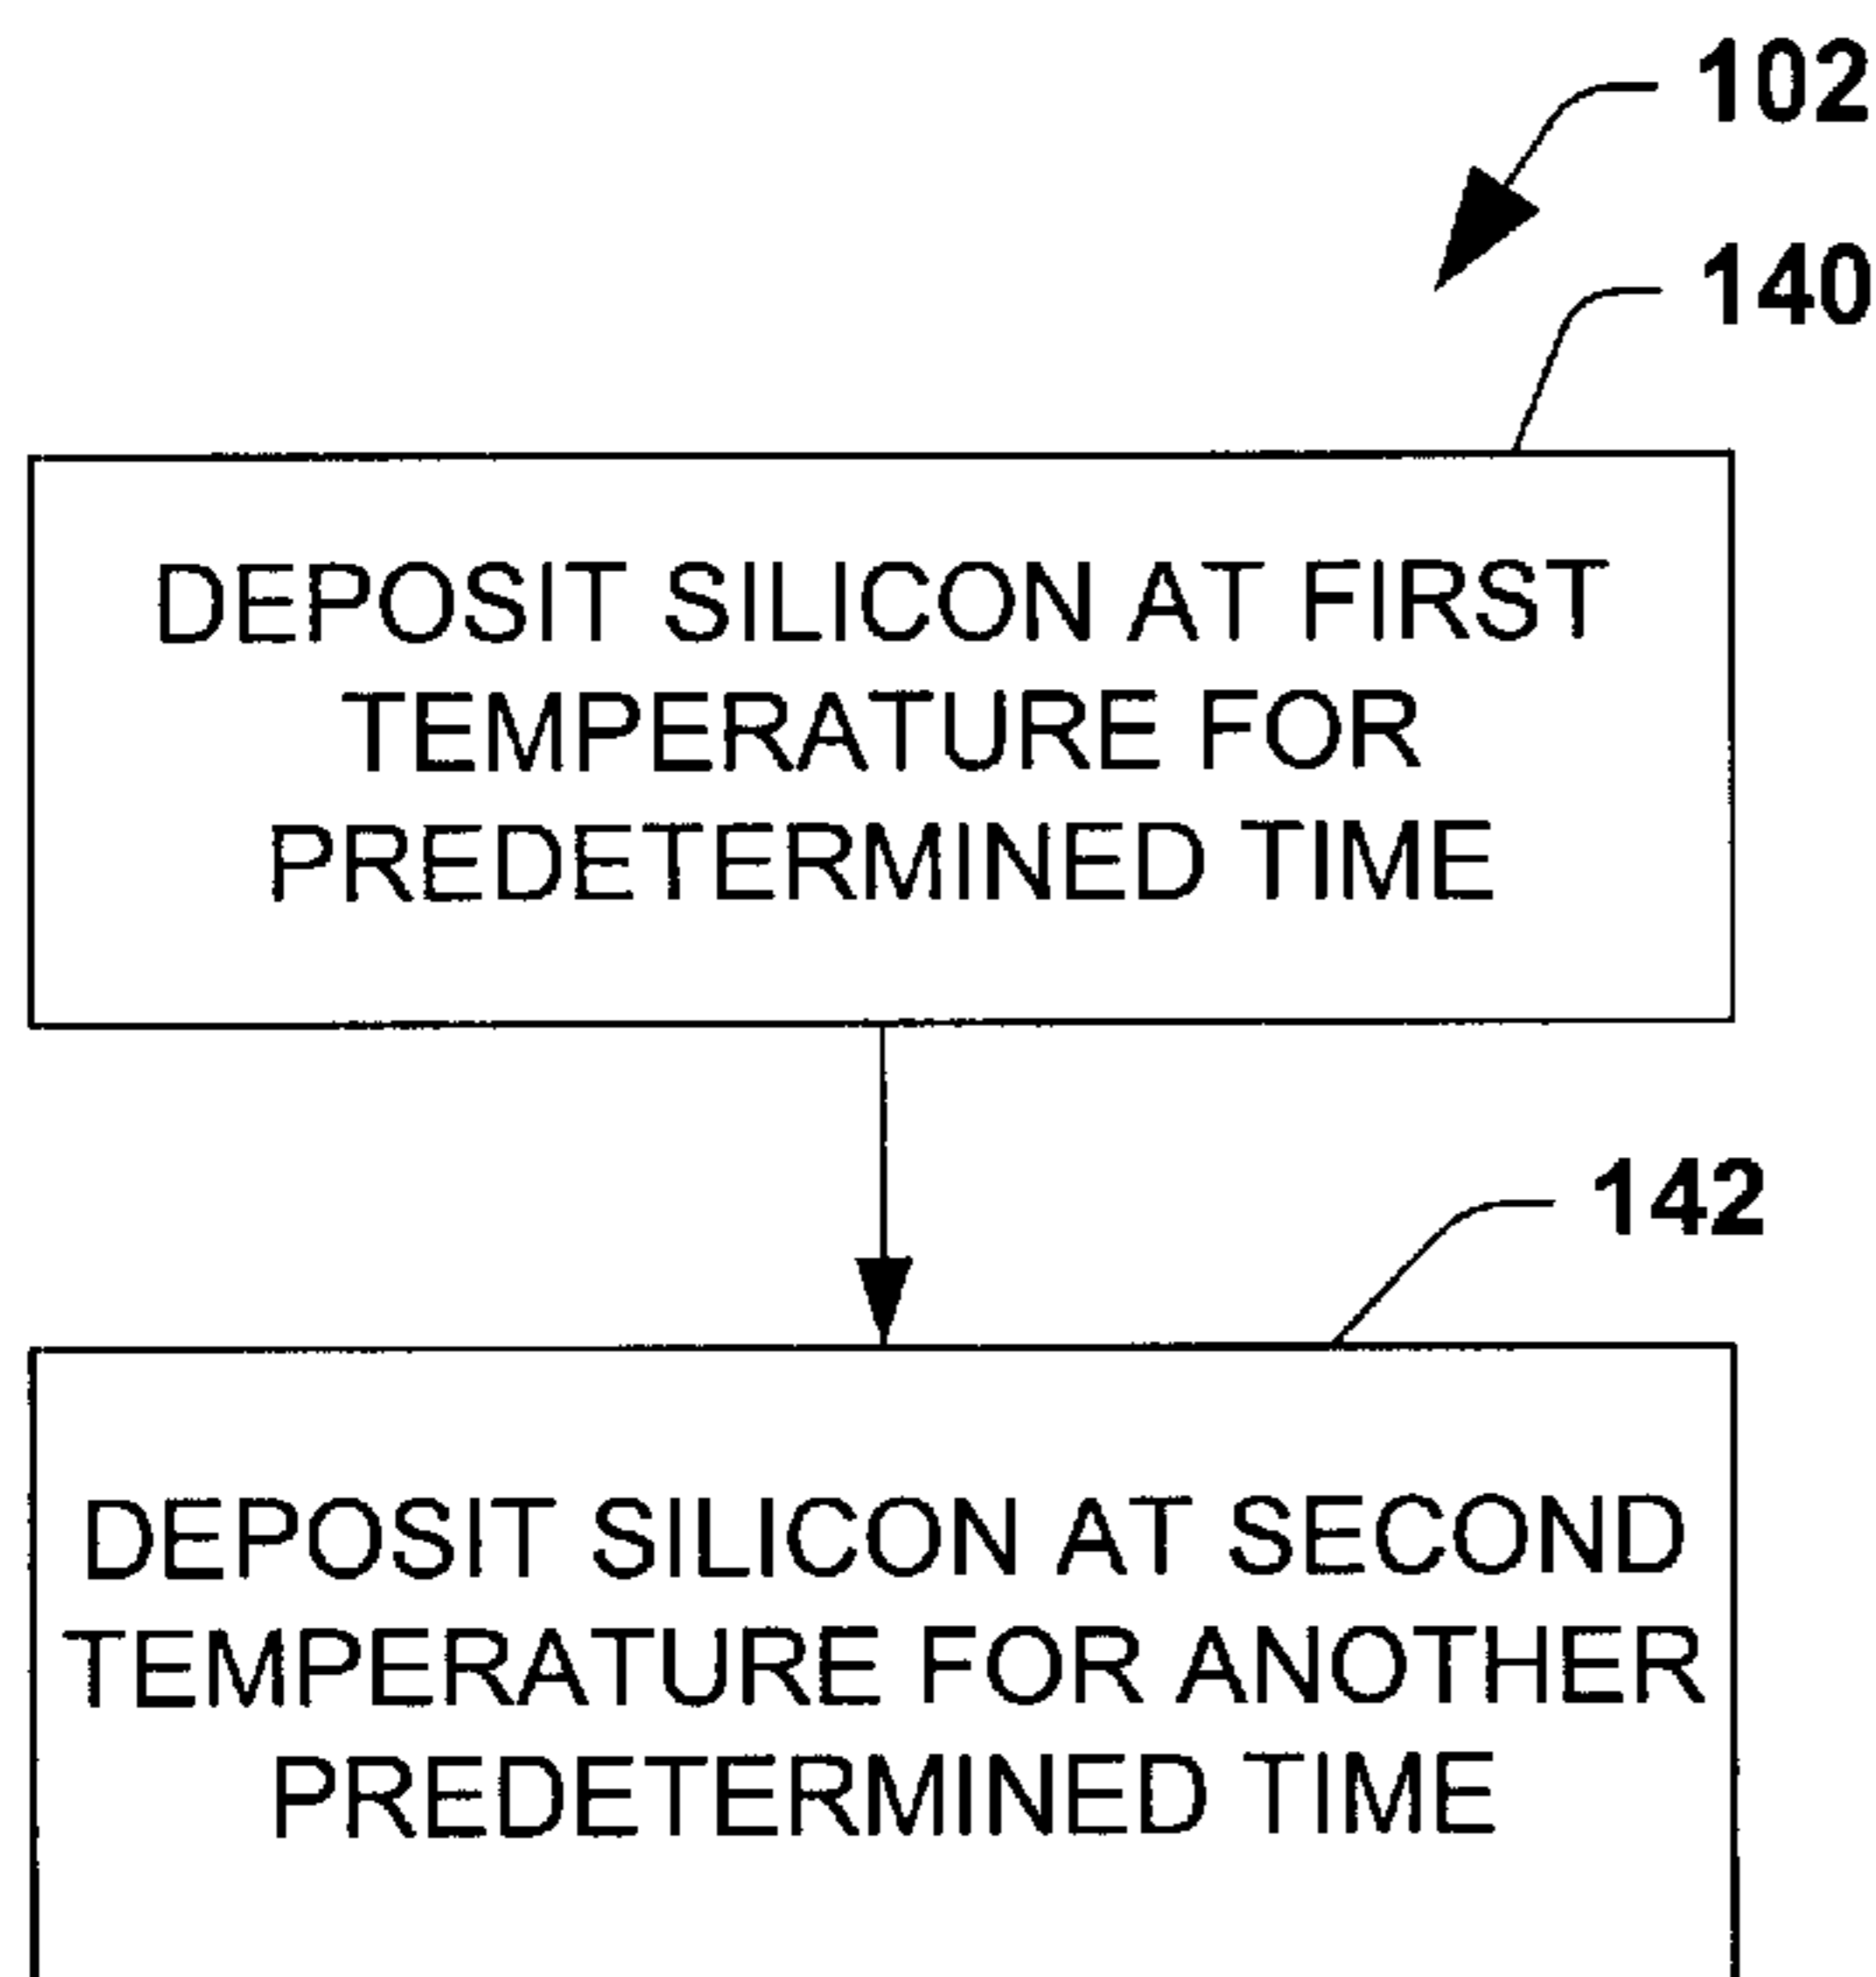 102
140
DEPOSIT SILICON AT FIRST
TEMPERATURE FOR
PREDETERMINED TIME
142
DEPOSIT SILICON AT SECOND
TEMPERATURE FOR ANOTHER
PREDETERMINED TIME